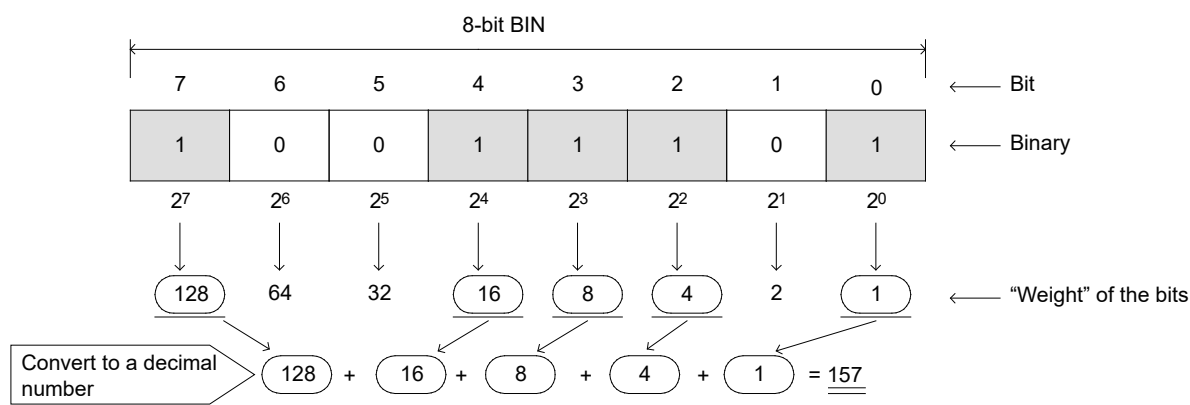 8-bit BIN
7 6 5 4 3 2 1 0 Bit
1 0 0 1 1 1 0 1 Binary
2⁷ 2⁶ 2⁵ 2⁴ 2³ 2² 2¹ 2⁰
128 64 32 16 8 4 2 1 “Weight” of the bits
Convert to a decimal
number
128 + 16 + 8 + 4 + 1 = 157